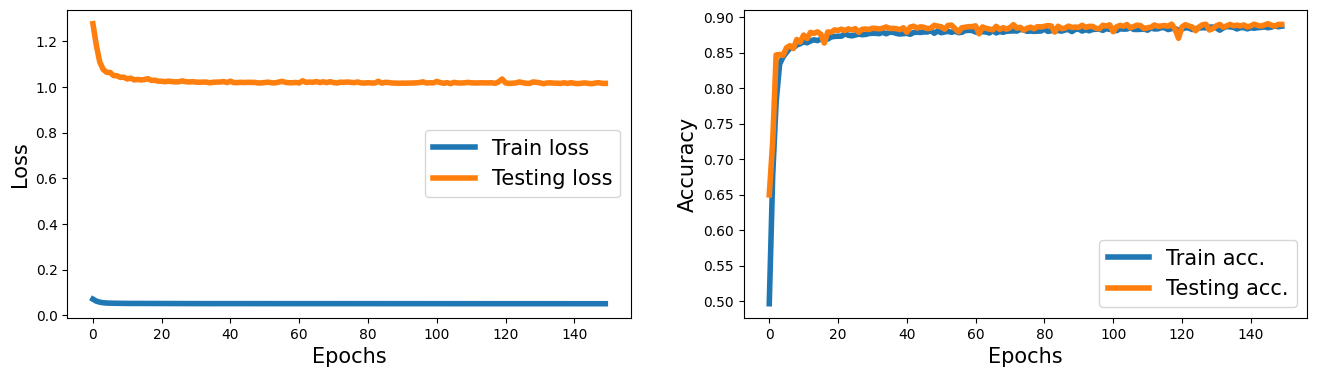 1.2
1.0
0.8
0.6
0.4
0.2
0.0
Loss
Train loss
Testing loss
0 20 40 60 80 100 120 140
Epochs
0.90
0.85
0.80
0.75
0.70
0.65
0.60
0.55
0.50
Accuracy
Train acc.
Testing acc.
0 20 40 60 80 100 120 140
Epochs